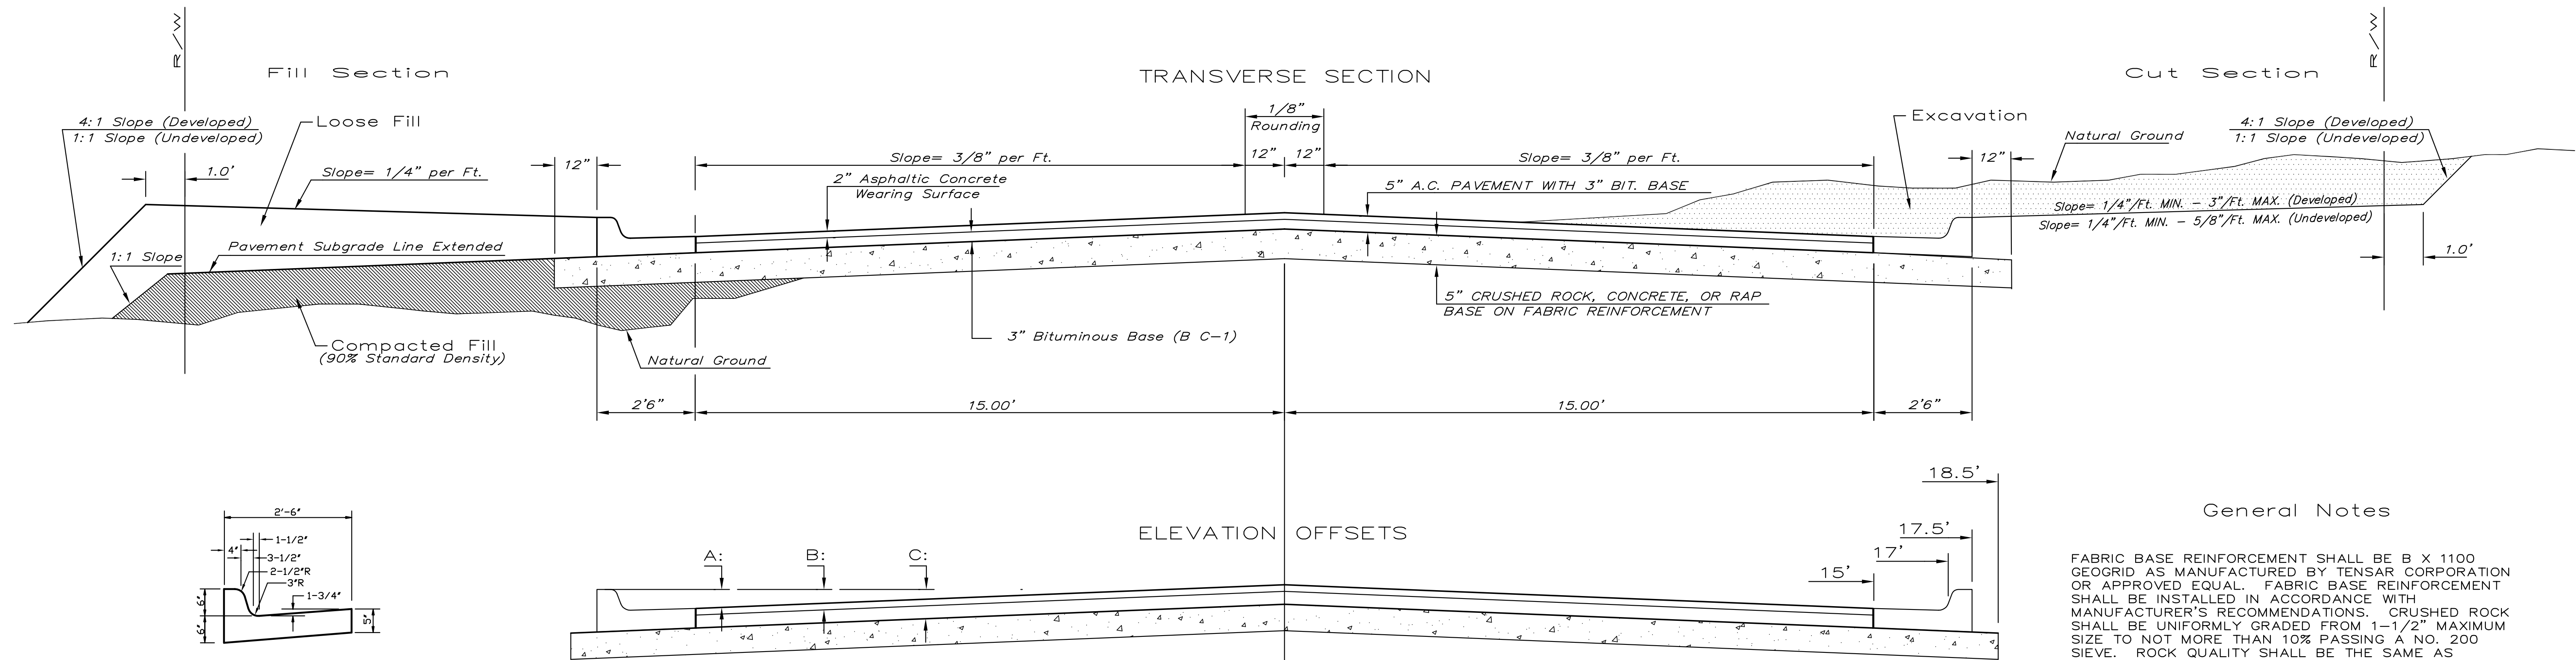 R/W
R/W
Fill Section
TRANSVERSE SECTION
Cut Section
4:1 Slope (Developed)
1:1 Slope (Undeveloped)
Loose Fill
1.0'
Slope= 1/4" per Ft.
12"
Slope= 3/8" per Ft.
1/8"
Rounding
12"
12"
Slope= 3/8" per Ft.
Excavation
Natural Ground
4:1 Slope (Developed)
1:1 Slope (Undeveloped)
12"
2" Asphaltic Concrete
Wearing Surface
5" A.C. PAVEMENT WITH 3" BIT. BASE
Slope= 1/4"/Ft. MIN. – 3"/Ft. MAX. (Developed)
Slope= 1/4"/Ft. MIN. – 5/8"/Ft. MAX. (Undeveloped)
1.0'
Pavement Subgrade Line Extended
1:1 Slope
5" CRUSHED ROCK, CONCRETE, OR RAP
BASE ON FABRIC REINFORCEMENT
3" Bituminous Base (B C–1)
Compacted Fill
(90% Standard Density)
Natural Ground
2'6"
15.00'
15.00'
2'6"
2'-6"
1-1/2"
4"
3-1/2"
2-1/2"R
3"R
1-3/4"
6"
6"
5"
ELEVATION OFFSETS
A:
B:
C:
18.5'
17.5'
17'
15'
General Notes
FABRIC BASE REINFORCEMENT SHALL BE B X 1100
GEOGRID AS MANUFACTURED BY TENSAR CORPORATION
OR APPROVED EQUAL. FABRIC BASE REINFORCEMENT
SHALL BE INSTALLED IN ACCORDANCE WITH
MANUFACTURER'S RECOMMENDATIONS. CRUSHED ROCK
SHALL BE UNIFORMLY GRADED FROM 1–1/2" MAXIMUM
SIZE TO NOT MORE THAN 10% PASSING A NO. 200
SIEVE. ROCK QUALITY SHALL BE THE SAME AS